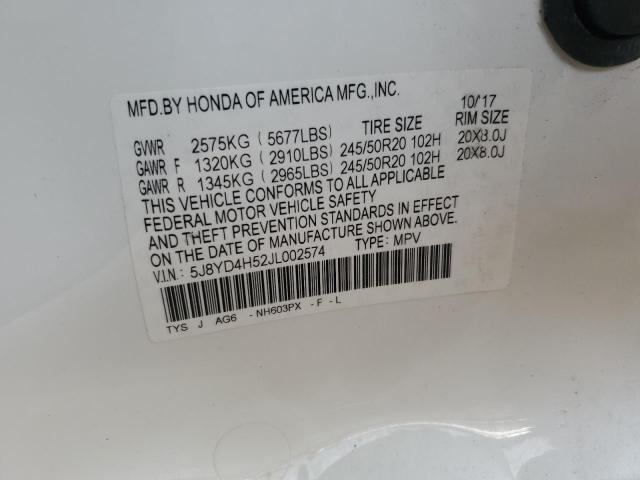 MFD.BY HONDA OF AMERICA MFG.,INC. 10/17
GVWR 2575KG (5677LBS) TIRE SIZE RIM SIZE
GAWR F 1320KG (2910LBS) 245/50R20 102H 20X8.0J
GAWR R 1345KG (2965LBS) 245/50R20 102H 20X8.0J
THIS VEHICLE CONFORMS TO ALL APPLICABLE
FEDERAL MOTOR VEHICLE SAFETY
AND THEFT PREVENTION STANDARDS IN EFFECT
ON THE DATE OF MANUFACTURE SHOWN ABOVE.
V.I.N.: 5J8YD4H52JL002574 TYPE: MPV
TYS J AG6 -NH603PX -F -L